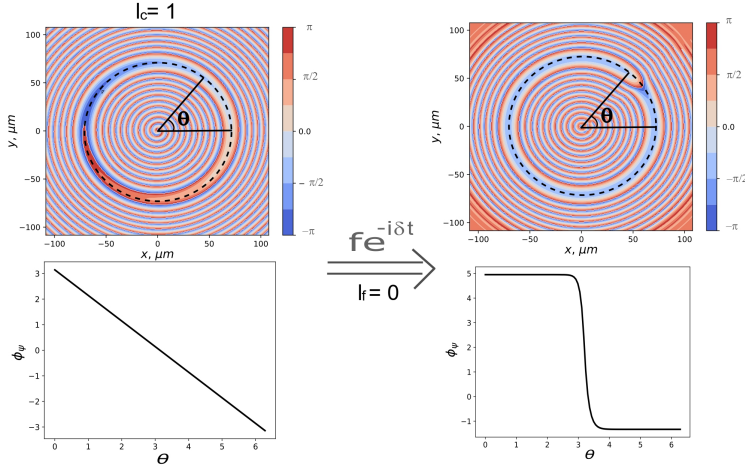 l_c = 1
100
50
0
−50
−100
y, μm
−100 −50 0 50 100
x, μm
π
π/2
0.0
− π/2
−π
θ
3
2
1
0
−1
−2
−3
ϕ_ψ
0 1 2 3 4 5 6
Θ
fe^-iδt
l_f = 0
100
50
0
−50
−100
y, μm
−100 −50 0 50 100
x, μm
π
π/2
0.0
−π/2
−π
θ
5
4
3
2
1
0
−1
ϕ_ψ
0 1 2 3 4 5 6
Θ